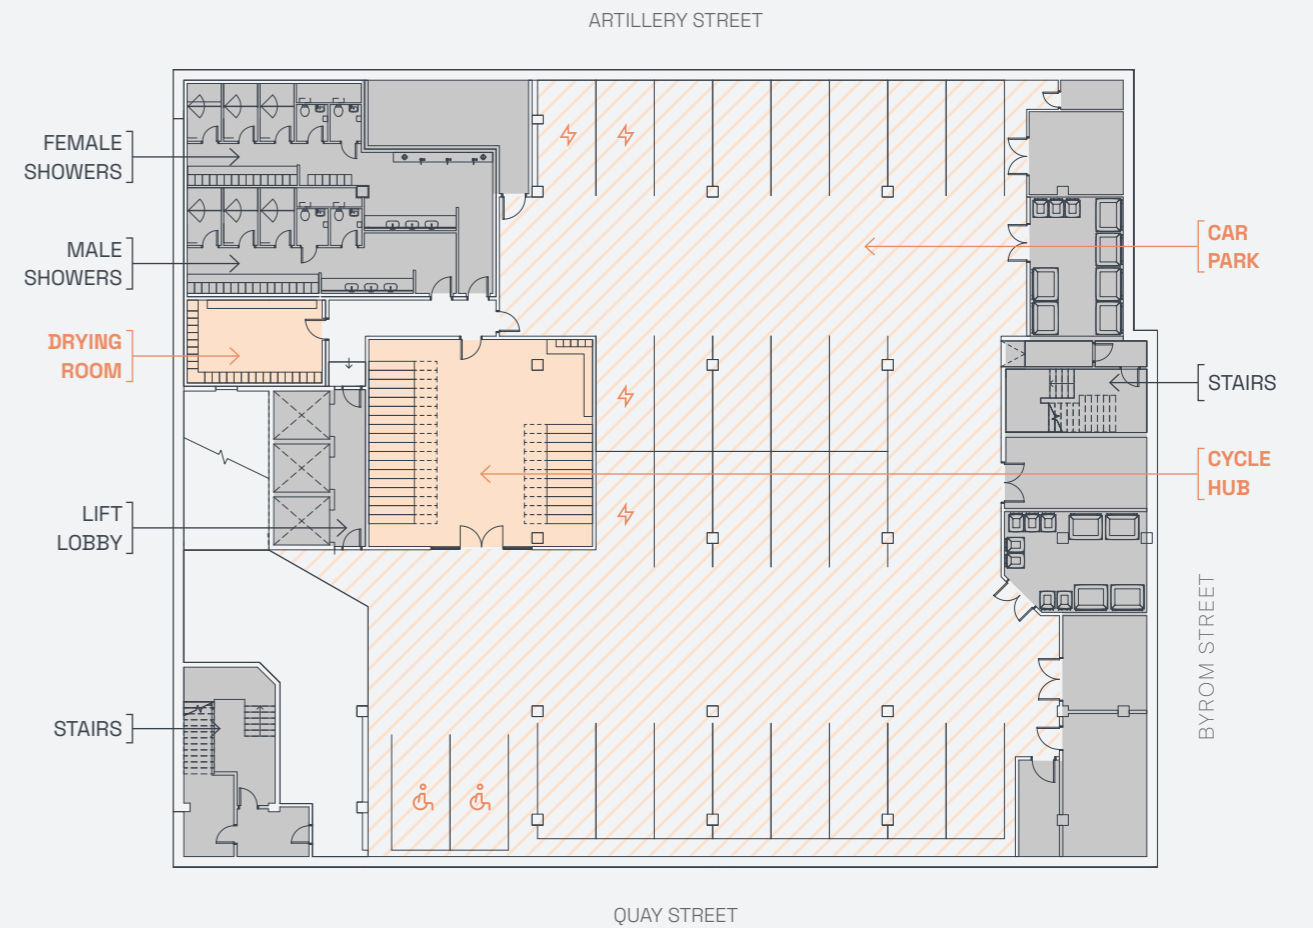 ARTILLERY STREET
FEMALE
SHOWERS
MALE
SHOWERS
CAR
PARK
DRYING
ROOM
STAIRS
CYCLE
HUB
LIFT
LOBBY
BYROM STREET
STAIRS
QUAY STREET